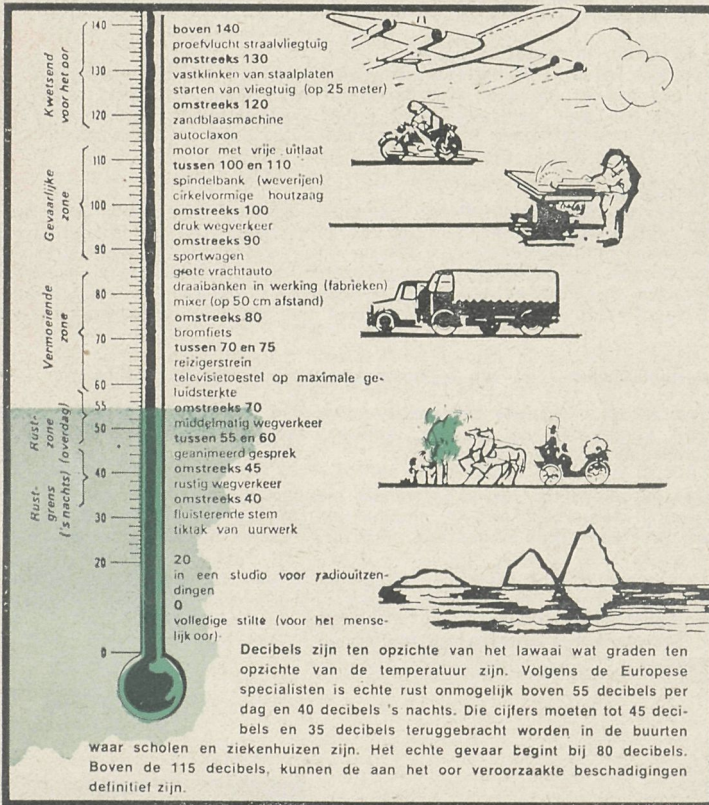 140
130
120
110
100
90
80
70
60
55
50
40
30
20
0
Kwetsend
voor het oor
Gevaarlijke
zone
Vermoeiende
zone
Rust-
zone
(overdag)
Rust-
grens
('s nachts)
boven 140
proefvlucht straalvliegtuig
omstreeks 130
vastklinken van staalplaten
starten van vliegtuig (op 25 meter)
omstreeks 120
zandblaasmachine
autoclaxon
motor met vrije uitlaat
tussen 100 en 110
spindelbank (weverijen)
cirkelvormige houtzaag
omstreeks 100
druk wegverkeer
omstreeks 90
sportwagen
grote vrachtauto
draaibanken in werking (fabrieken)
mixer (op 50 cm afstand)
omstreeks 80
bromfiets
tussen 70 en 75
reizigerstrein
televisietoestel op maximale ge-
luidsterkte
omstreeks 70
middelmatig wegverkeer
tussen 55 en 60
geanimeerd gesprek
omstreeks 45
rustig wegverkeer
omstreeks 40
fluisterende stem
tiktak van uurwerk
20
in een studio voor radiouitzen-
dingen
0
volledige stilte (voor het mense-
lijk oor)
Decibels zijn ten opzichte van het lawaai wat graden ten
opzichte van de temperatuur zijn. Volgens de Europese
specialisten is echte rust onmogelijk boven 55 decibels per
dag en 40 decibels 's nachts. Die cijfers moeten tot 45 deci-
bels en 35 decibels teruggebracht worden in de buurten
waar scholen en ziekenhuizen zijn. Het echte gevaar begint bij 80 decibels.
Boven de 115 decibels, kunnen de aan het oor veroorzaakte beschadigingen
definitief zijn.